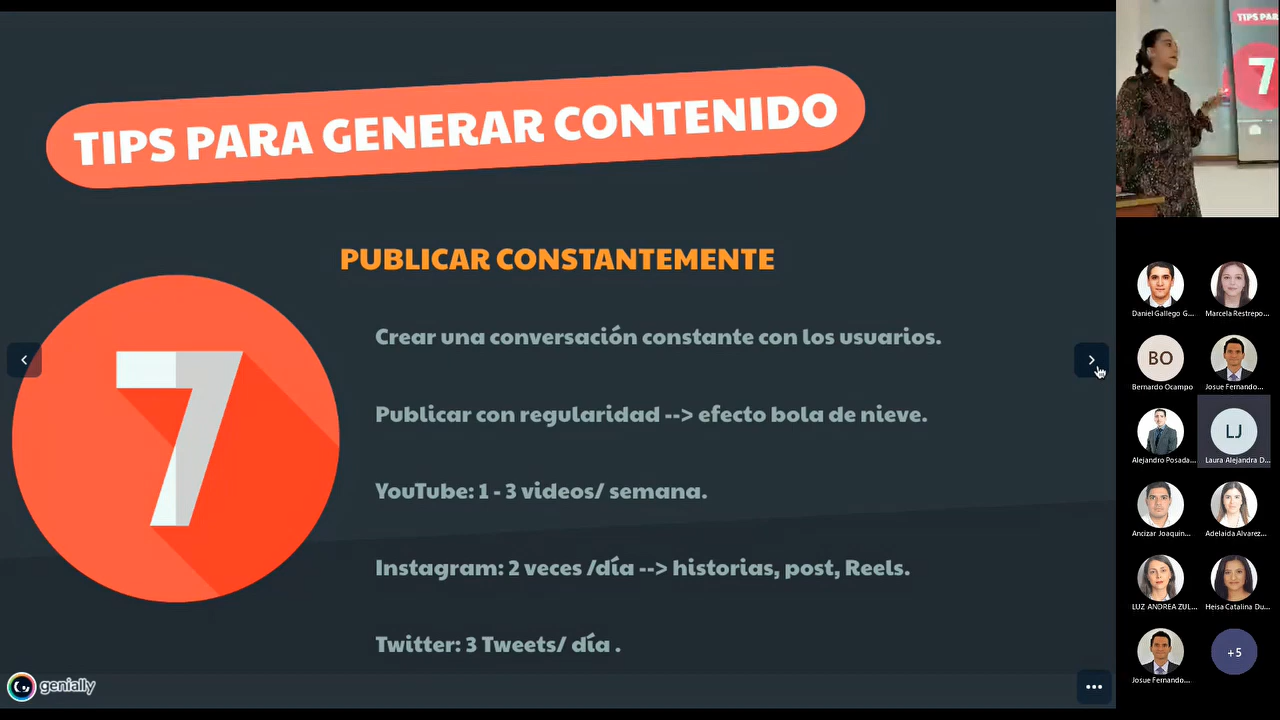 TIPS PARA GENERAR CONTENIDO
PUBLICAR CONSTANTEMENTE
7
Crear una conversación constante con los usuarios.
Publicar con regularidad --> efecto bola de nieve.
YouTube: 1 - 3 videos/ semana.
Instagram: 2 veces /día --> historias, post, Reels.
Twitter: 3 Tweets/ día .
genially
TIPS PAR
7
Daniel Gallego G...
Marcela Restrepo...
BO
Bernardo Ocampo
Josue Fernando...
Alejandro Posada...
LJ
Laura Alejandra D...
Ancizar Joaquin...
Adelaida Alvarez...
LUZ ANDREA ZUL...
Heisa Catalina Du...
Josue Fernando...
+5